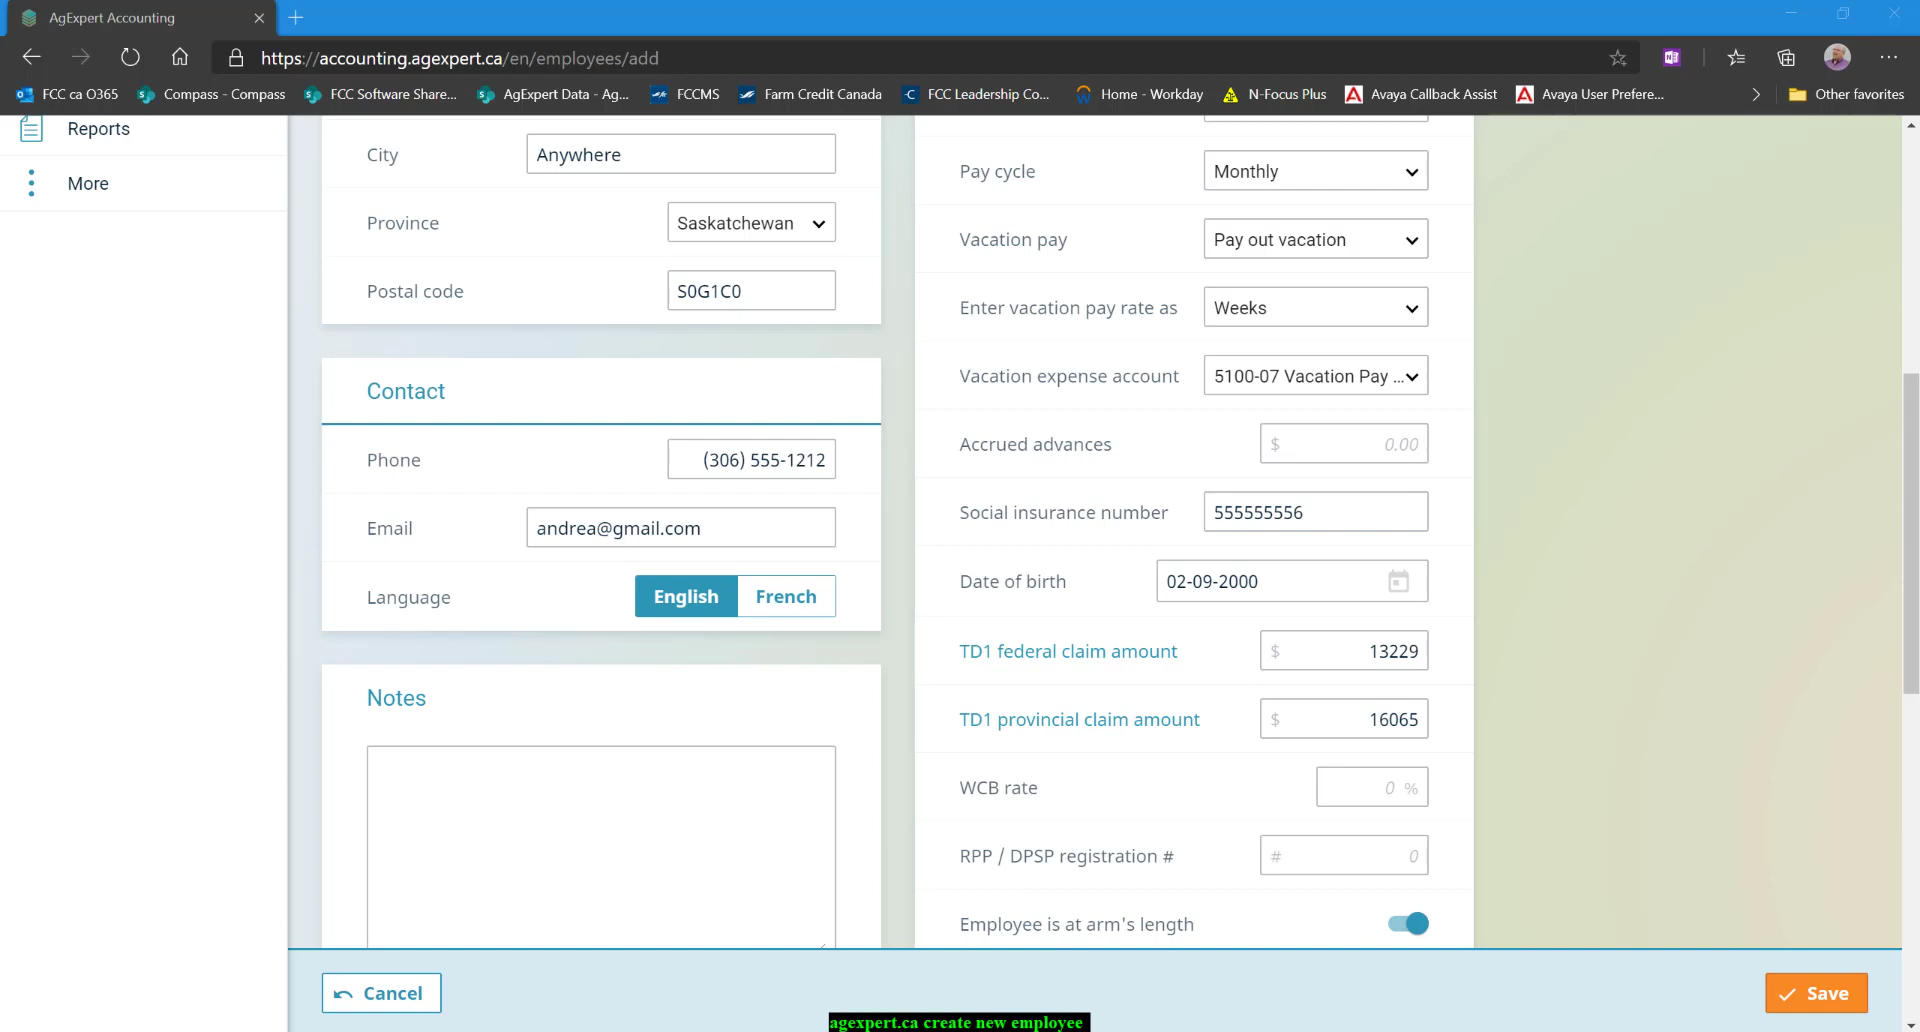 AgExpert Accounting
https://accounting.agexpert.ca/en/employees/add
FCC ca O365
Compass - Compass
FCC Software Share...
AgExpert Data - Ag...
FCCMS
Farm Credit Canada
FCC Leadership Co...
Home - Workday
N-Focus Plus
Avaya Callback Assist
Avaya User Prefere...
Other favorites
Reports
More
City
Anywhere
Province
Saskatchewan
Postal code
S0G1C0
Contact
Phone
(306) 555-1212
Email
andrea@gmail.com
Language
English
French
Notes
Pay cycle
Monthly
Vacation pay
Pay out vacation
Enter vacation pay rate as
Weeks
Vacation expense account
5100-07 Vacation Pay ...
Accrued advances
$ 0.00
Social insurance number
555555556
Date of birth
02-09-2000
TD1 federal claim amount
$ 13229
TD1 provincial claim amount
$ 16065
WCB rate
0 %
RPP / DPSP registration #
# 0
Employee is at arm's length
Cancel
Save
agexpert.ca create new employee